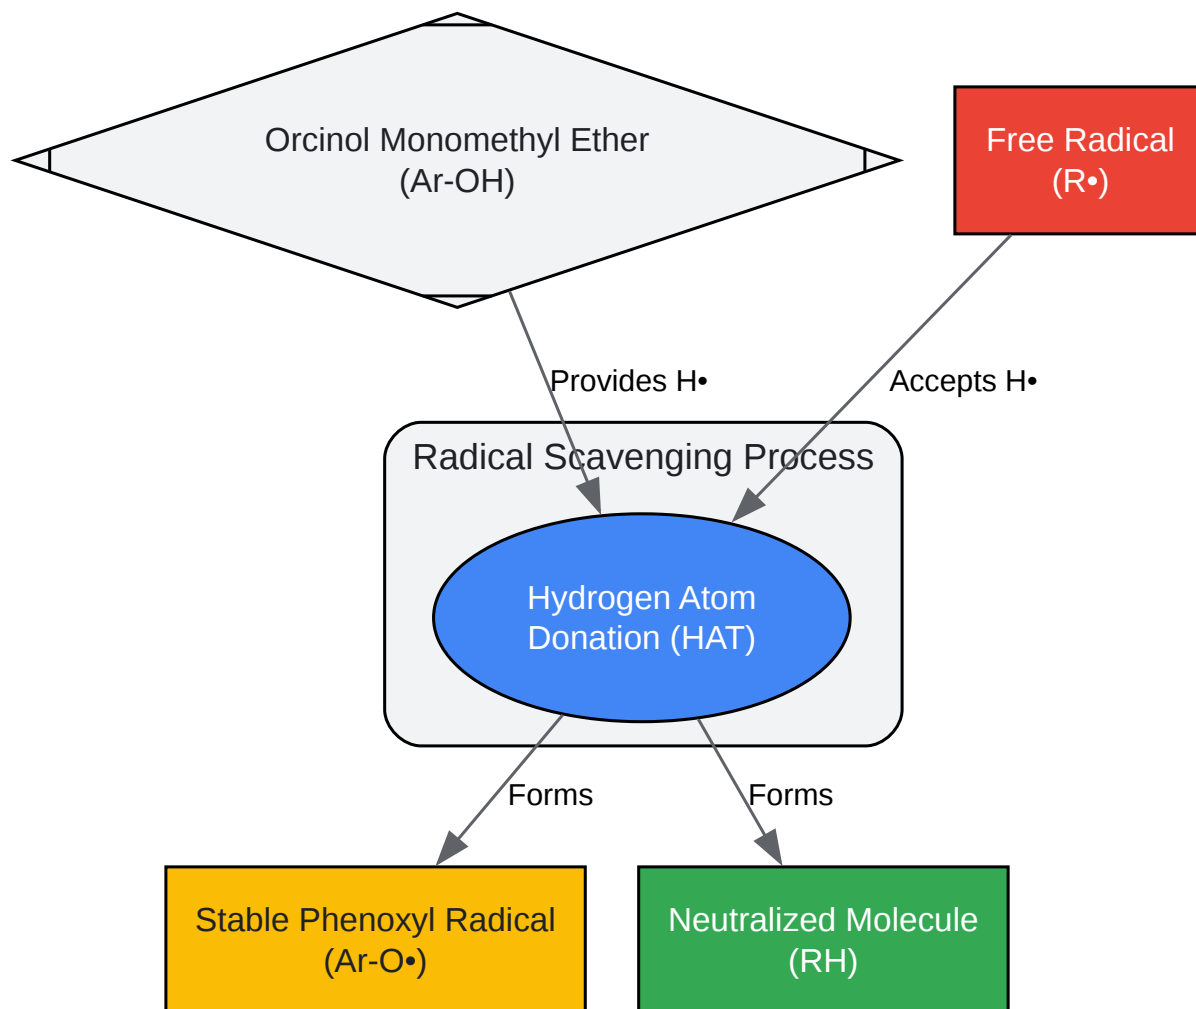 Orcinol Monomethyl Ether
(Ar-OH)
Free Radical
(R•)
Provides H•
Accepts H•
Radical Scavenging Process
Hydrogen Atom
Donation (HAT)
Forms
Forms
Stable Phenoxyl Radical
(Ar-O•)
Neutralized Molecule
(RH)